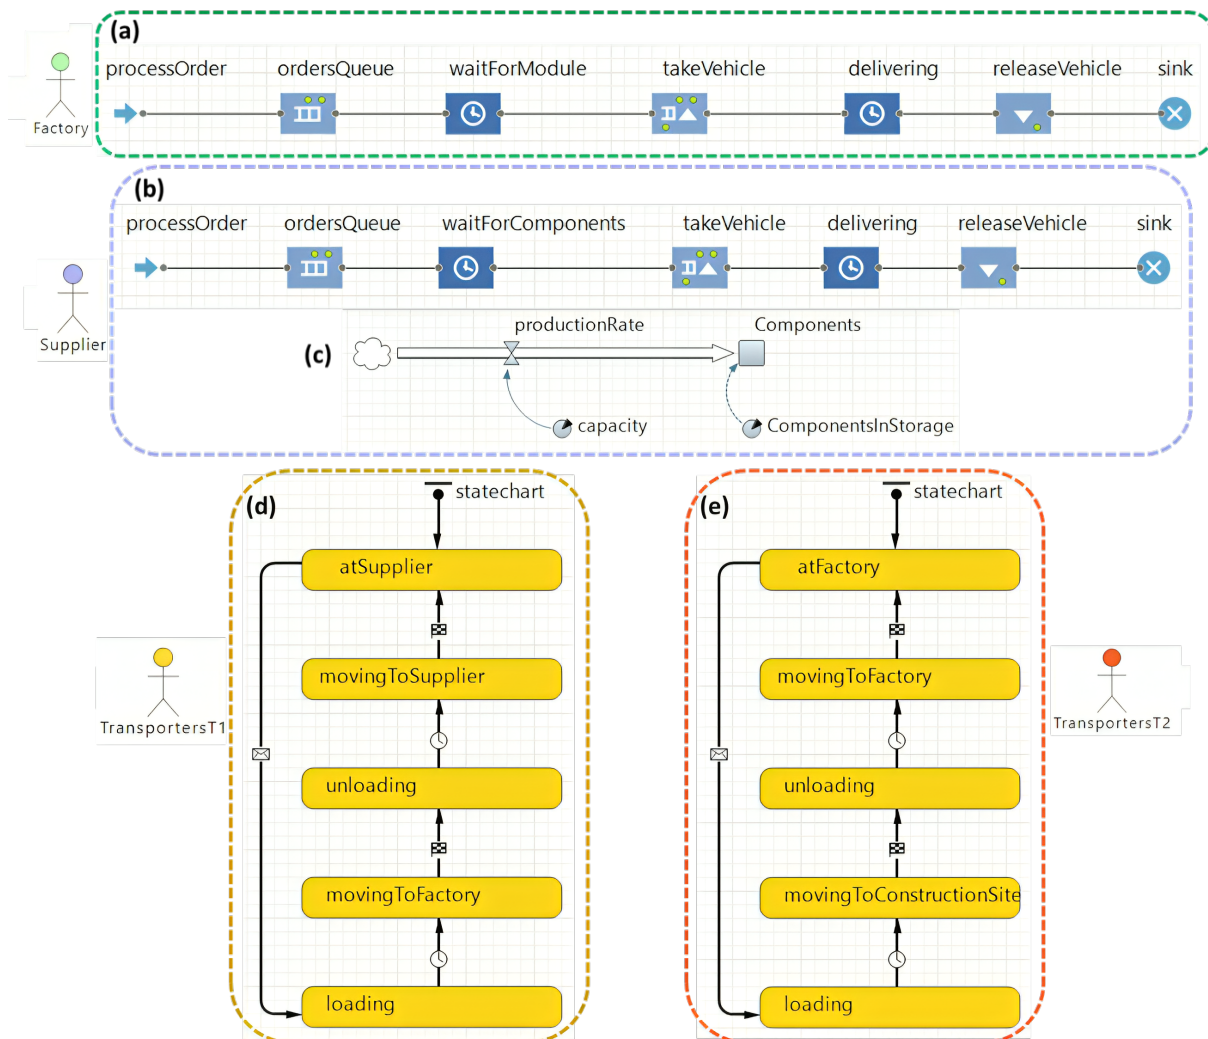 (a)
processOrder ordersQueue waitForModule takeVehicle delivering releaseVehicle sink
Factory
(b)
processOrder ordersQueue waitForComponents takeVehicle delivering releaseVehicle sink
Supplier
(c)
productionRate Components
capacity ComponentsInStorage
(d)
statechart
atSupplier
movingToSupplier
TransportersT1
unloading
movingToFactory
loading
(e)
statechart
atFactory
movingToFactory
TransportersT2
unloading
movingToConstructionSite
loading